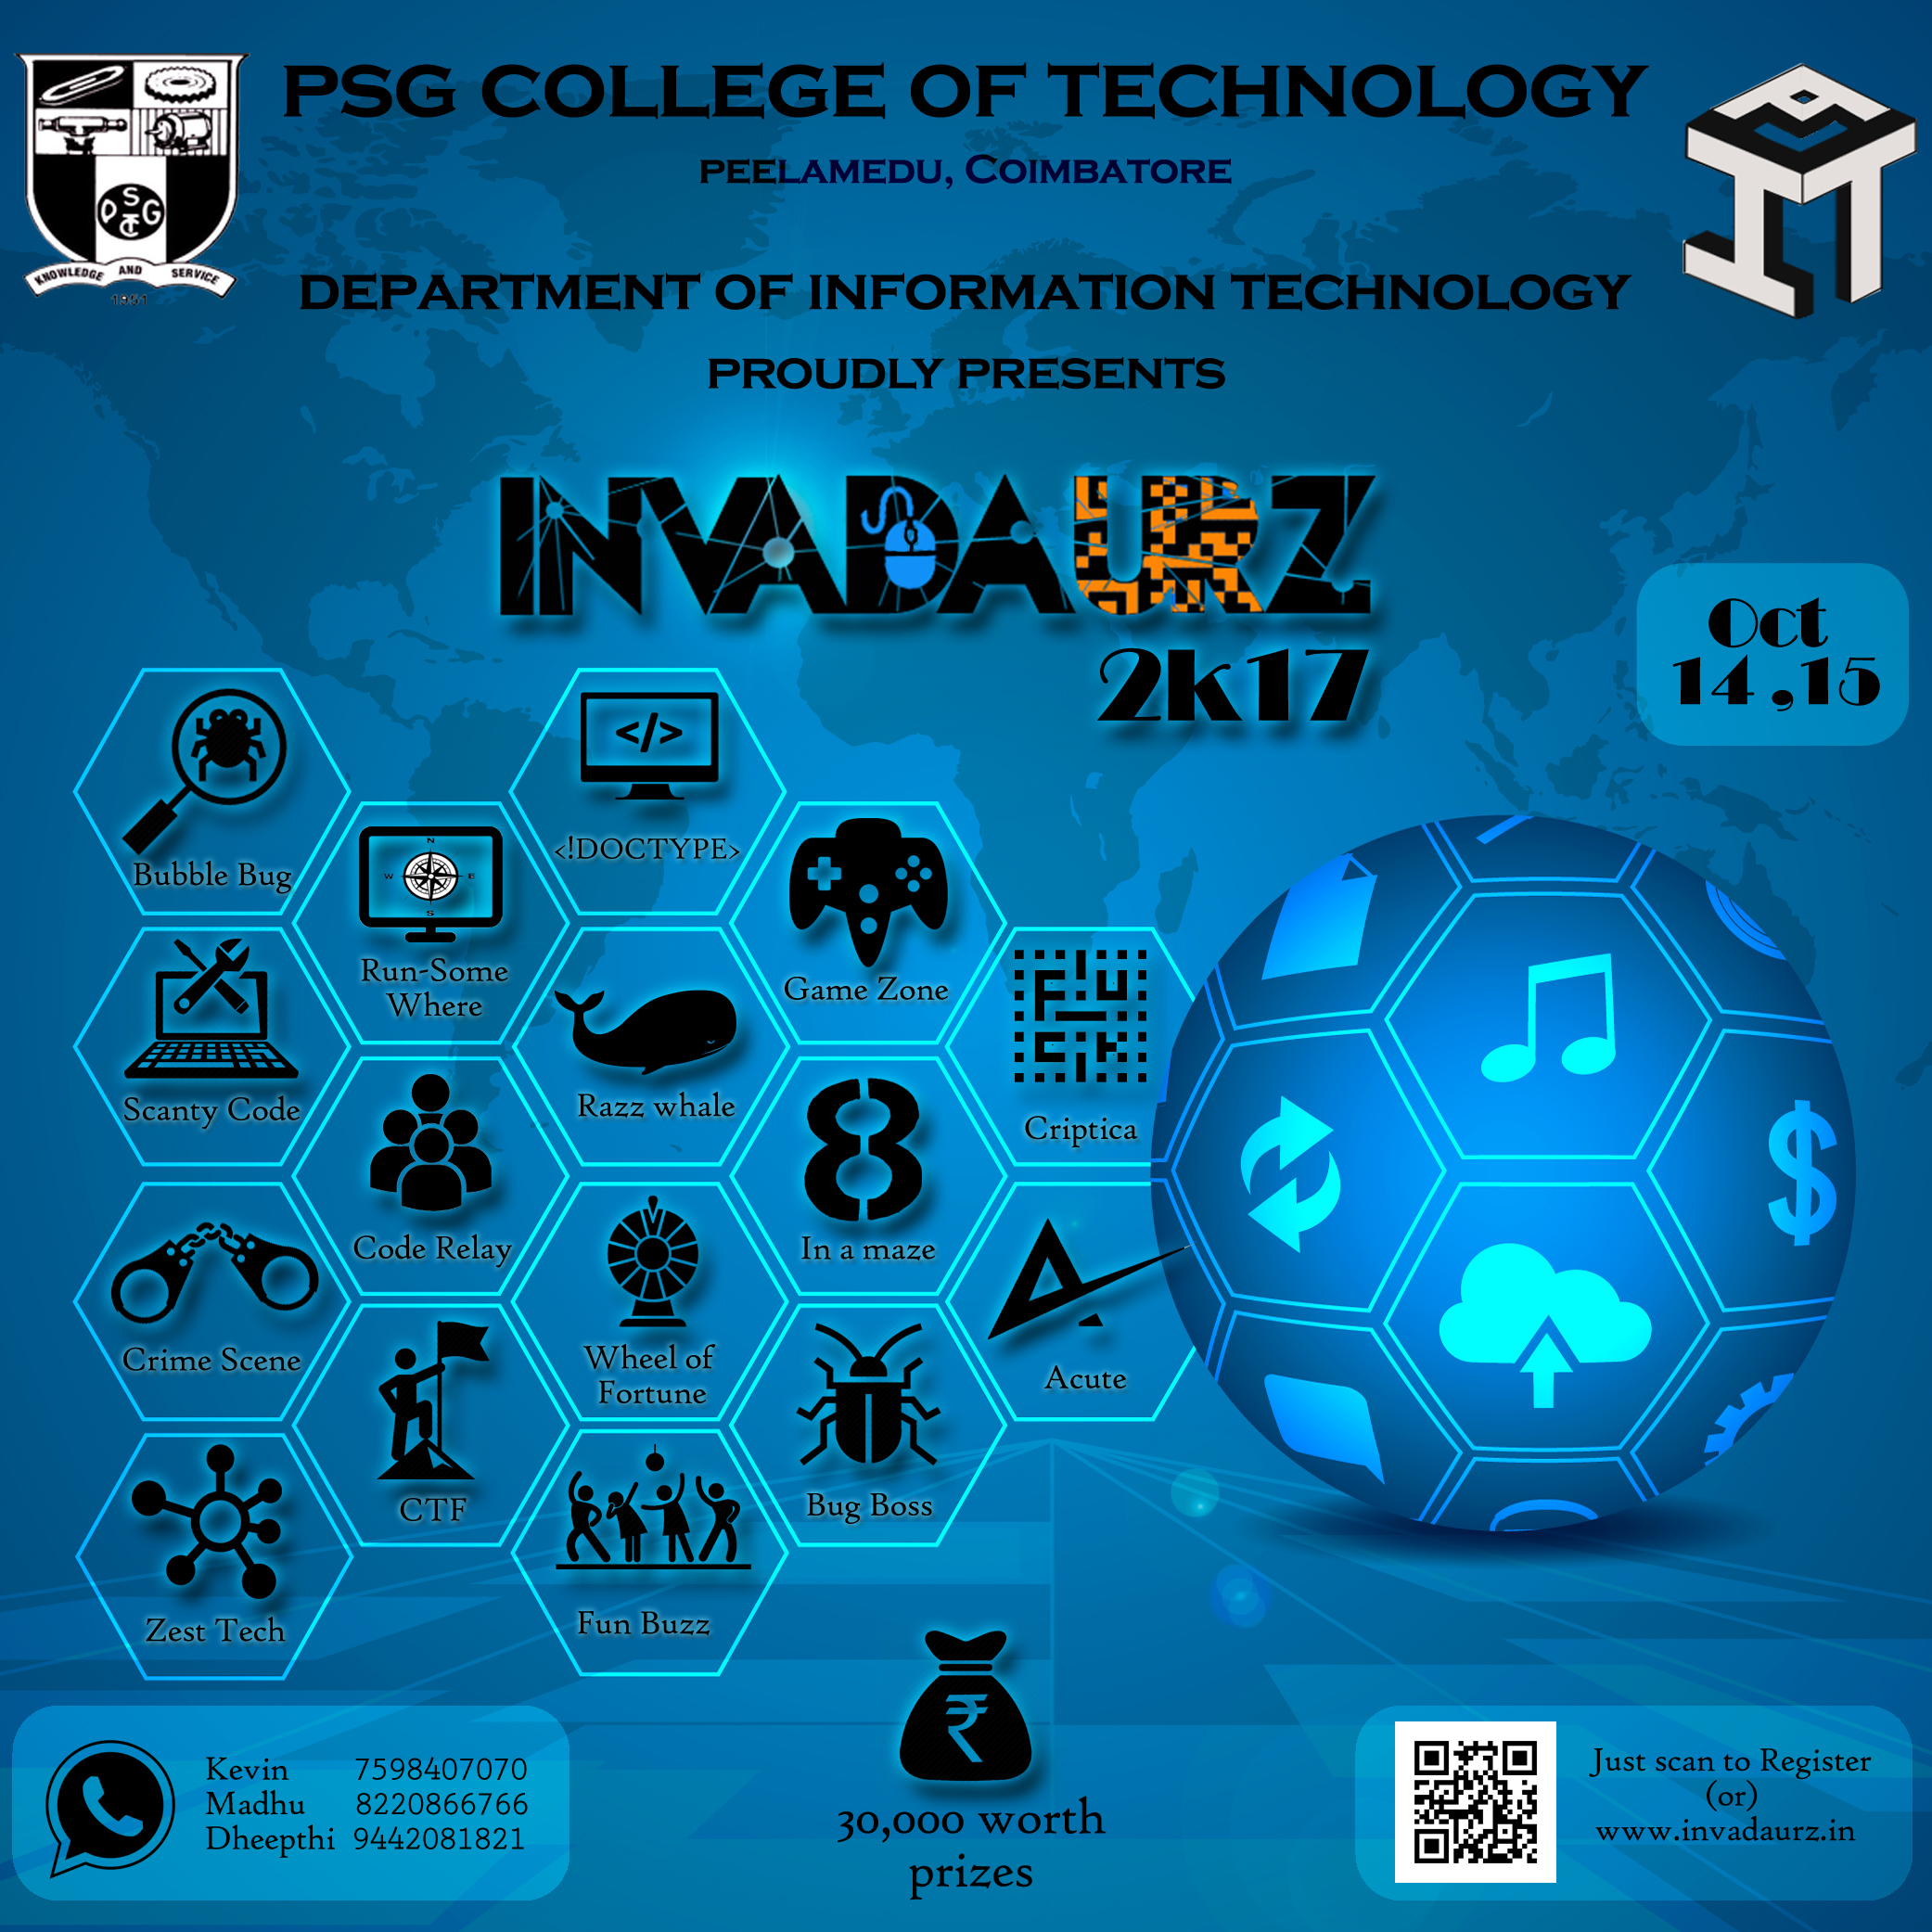 PSG COLLEGE OF TECHNOLOGY
PEELAMEDU, COIMBATORE
DEPARTMENT OF INFORMATION TECHNOLOGY
PROUDLY PRESENTS
PSG
TC
KNOWLEDGE AND SERVICE
1951
INVADAURZ
2k17
Oct
14 ,15
Bubble Bug
</>
<!DOCTYPE>
N
W E
S
Run-Some
Where
Game Zone
Scanty Code
Razz whale
Criptica
Code Relay
8
In a maze
Crime Scene
Wheel of
Fortune
Acute
CTF
Bug Boss
Zest Tech
Fun Buzz
$
₹
30,000 worth
prizes
Kevin 7598407070
Madhu 8220866766
Dheepthi 9442081821
Just scan to Register
(or)
www.invadaurz.in